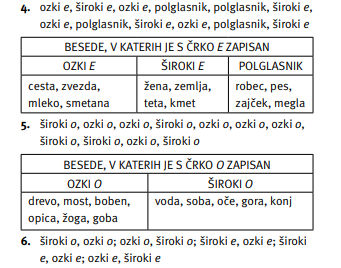 4. ozki e, široki e, ozki e, polglasnik, polglasnik, široki e,
ozki e, polglasnik, široki e, ozki e, polglasnik, široki e
BESEDE, V KATERIH JE S ČRKO E ZAPISAN
OZKI E ŠIROKI E POLGLASNIK
cesta, zvezda, žena, zemlja, robec, pes,
mleko, smetana teta, kmet zajček, megla
5. široki o, ozki o, ozki o, široki o, ozki o, ozki o, ozki o,
široki o, široki o, ozki o, široki o
BESEDE, V KATERIH JE S ČRKO O ZAPISAN
OZKI O ŠIROKI O
drevo, most, boben, voda, soba, oče, gora, konj
opica, žoga, goba
6. široki o, ozki o; ozki o, široki o; široki e, ozki e; široki
e, ozki e; ozki e, široki e